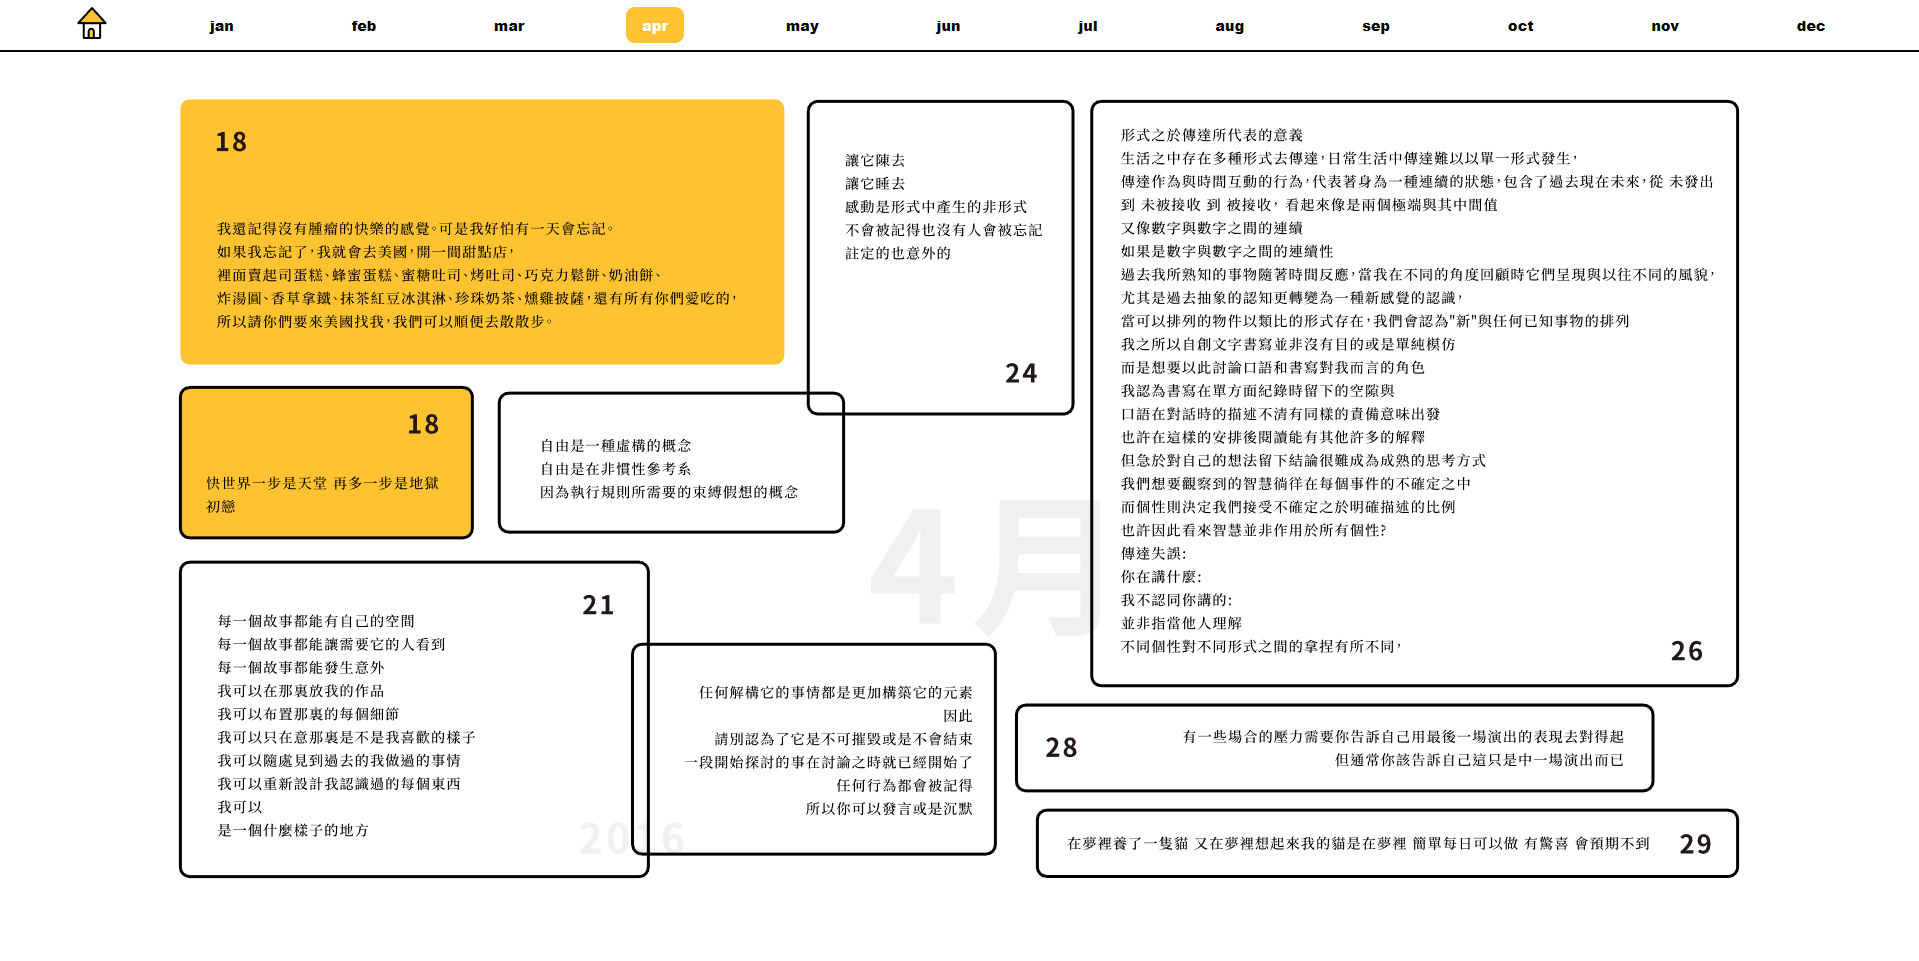 jan feb mar apr may jun jul aug sep oct nov dec
18
我還記得沒有腫瘤的快樂的感覺。可是我好怕有一天會忘記。
如果我忘記了，我就會去美國，開一間甜點店，
裡面賣起司蛋糕、蜂蜜蛋糕、蜜糖吐司、烤吐司、巧克力鬆餅、奶油餅、
炸湯圓、香草拿鐵、抹茶紅豆冰淇淋、珍珠奶茶、燻雞披薩，還有所有你們愛吃的，
所以請你們要來美國找我，我們可以順便去散散步。
18
快世界一步是天堂 再多一步是地獄
初戀
自由是一種虛構的概念
自由是在非慣性參考系
因為執行規則所需要的束縛假想的概念
21
每一個故事都能有自己的空間
每一個故事都能讓需要它的人看到
每一個故事都能發生意外
我可以在那裏放我的作品
我可以布置那裏的每個細節
我可以只在意那裏是不是我喜歡的樣子
我可以隨處見到過去的我做過的事情
我可以重新設計我認識過的每個東西
我可以
是一個什麼樣子的地方
2016
任何解構它的事情都是更加構築它的元素
因此
請別認為了它是不可摧毀或是不會結束
一段開始探討的事在討論之時就已經開始了
任何行為都會被記得
所以你可以發言或是沉默
讓它陳去
讓它睡去
感動是形式中產生的非形式
不會被記得也沒有人會被忘記
註定的也意外的
24
4月
形式之於傳達所代表的意義
生活之中存在多種形式去傳達，日常生活中傳達難以以單一形式發生，
傳達作為與時間互動的行為，代表著身為一種連續的狀態，包含了過去現在未來，從 未發出
到 未被接收 到 被接收， 看起來像是兩個極端與其中間值
又像數字與數字之間的連續
如果是數字與數字之間的連續性
過去我所熟知的事物隨著時間反應，當我在不同的角度回顧時它們呈現與以往不同的風貌，
尤其是過去抽象的認知更轉變為一種新感覺的認識，
當可以排列的物件以類比的形式存在，我們會認為"新"與任何已知事物的排列
我之所以自創文字書寫並非沒有目的或是單純模仿
而是想要以此討論口語和書寫對我而言的角色
我認為書寫在單方面紀錄時留下的空隙與
口語在對話時的描述不清有同樣的責備意味出發
也許在這樣的安排後閱讀能有其他許多的解釋
但急於對自己的想法留下結論很難成為成熟的思考方式
我們想要觀察到的智慧徜徉在每個事件的不確定之中
而個性則決定我們接受不確定之於明確描述的比例
也許因此看來智慧並非作用於所有個性?
傳達失誤:
你在講什麼:
我不認同你講的:
並非指當他人理解
不同個性對不同形式之間的拿捏有所不同，
26
28
有一些場合的壓力需要你告訴自己用最後一場演出的表現去對得起
但通常你該告訴自己這只是中一場演出而已
在夢裡養了一隻貓 又在夢裡想起來我的貓是在夢裡 簡單每日可以做 有驚喜 會預期不到
29